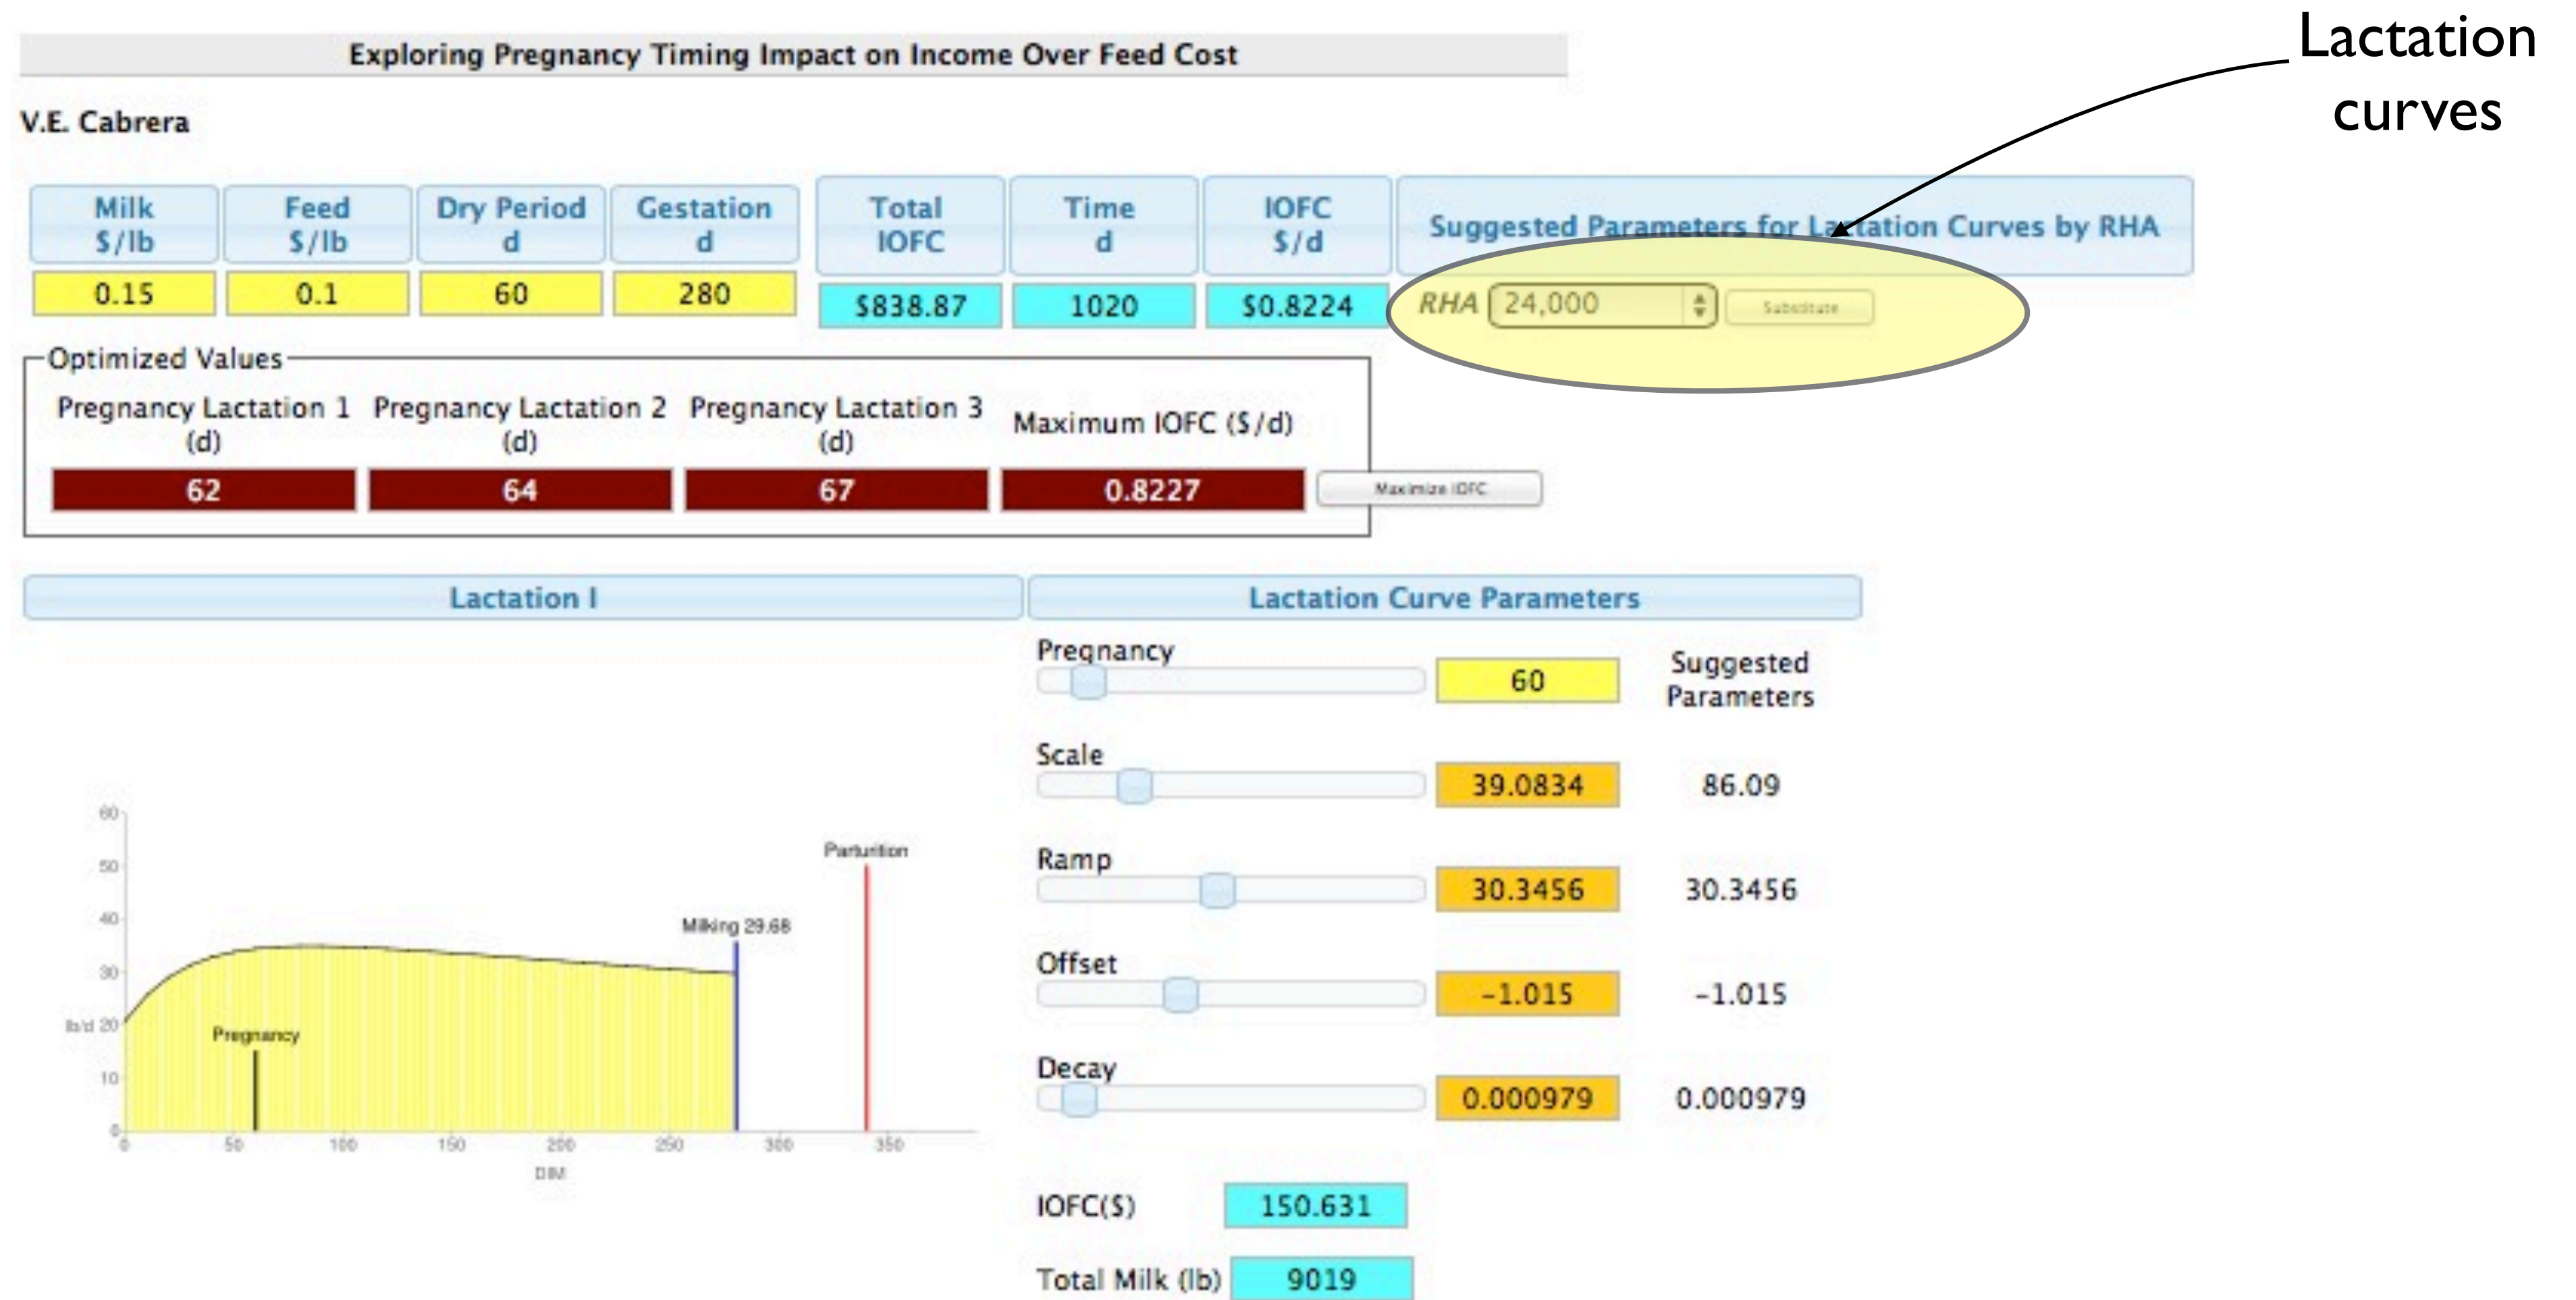 Lactation
curves
Exploring Pregnancy Timing Impact on Income Over Feed Cost
V.E. Cabrera
Milk $/lb
Feed $/lb
Dry Period d
Gestation d
Total IOFC
Time d
IOFC $/d
Suggested Parameters for Lactation Curves by RHA
0.15
0.1
60
280
$838.87
1020
$0.8224
RHA 24,000 Substitute
Optimized Values
Pregnancy Lactation 1 (d)
Pregnancy Lactation 2 (d)
Pregnancy Lactation 3 (d)
Maximum IOFC ($/d)
62
64
67
0.8227
Maximize IOFC
Lactation I
Lactation Curve Parameters
Pregnancy
60
Suggested
Parameters
Scale
39.0834 86.09
Ramp
30.3456 30.3456
Offset
-1.015 -1.015
Decay
0.000979 0.000979
IOFC($) 150.631
Total Milk (lb) 9019
60
50
40
30
lb/d 20
10
0
Parturition
Milking 29.68
Pregnancy
0 50 100 150 200 250 300 350
DIM